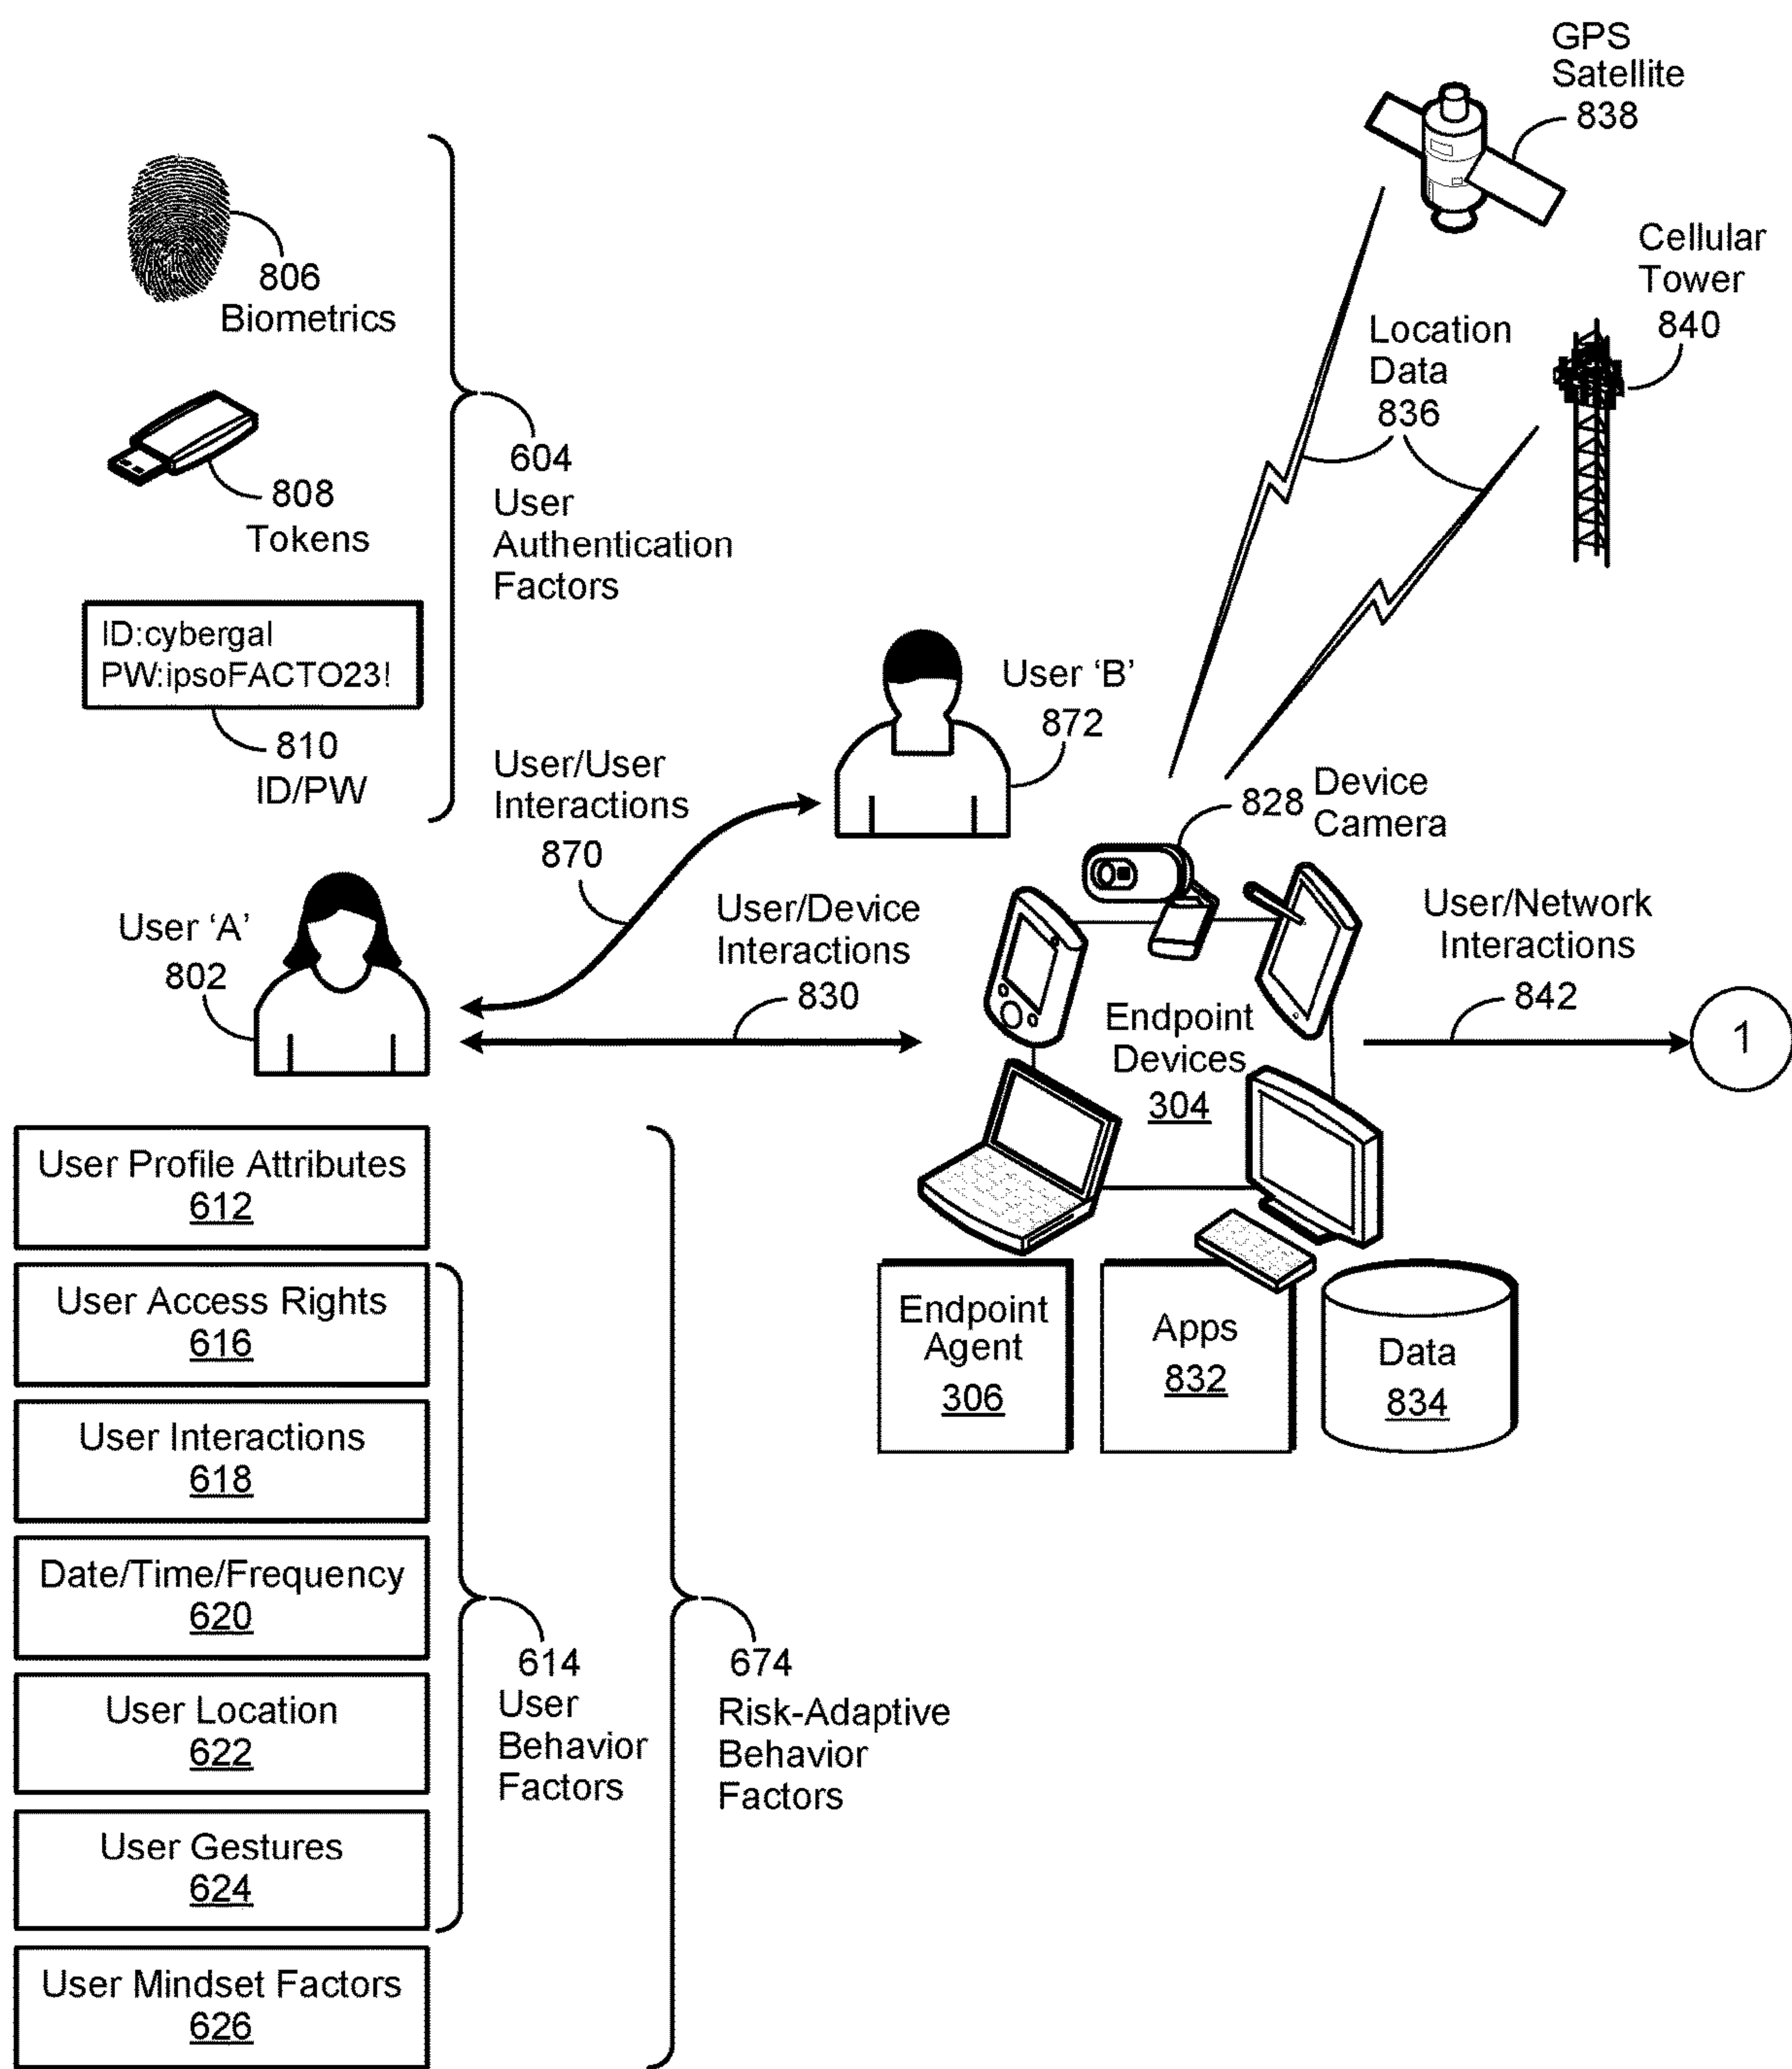 GPS
Satellite
838
Cellular
Tower
840
Location
Data
836
806
Biometrics
808
Tokens
ID:cybergal
PW:ipsoFACTO23!
810
ID/PW
604
User
Authentication
Factors
User/User
Interactions
870
User 'B'
872
828
Device
Camera
User 'A'
802
User/Device
Interactions
830
Endpoint
Devices
304
User/Network
Interactions
842
1
Endpoint
Agent
306
Apps
832
Data
834
User Profile Attributes
612
User Access Rights
616
User Interactions
618
Date/Time/Frequency
620
User Location
622
User Gestures
624
User Mindset Factors
626
614
User
Behavior
Factors
674
Risk-Adaptive
Behavior
Factors